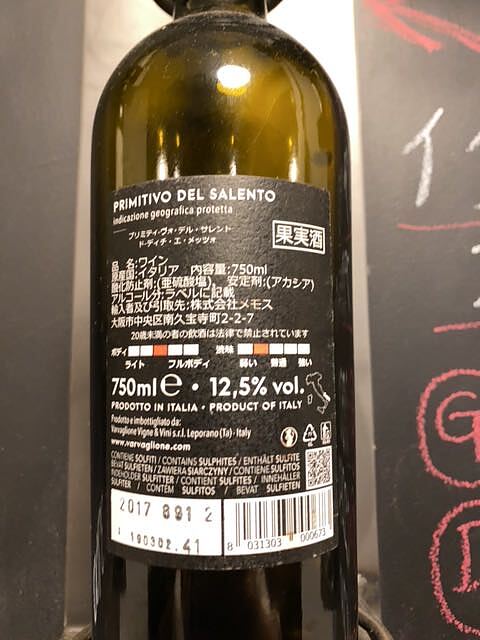 PRIMITIVO DEL SALENTO
indicazione geografica protetta
プリミティ・ヴォ・デル・サレント
ド・ディチ・エ・メッツォ
果実酒
品 名:ワイン
原産国:イタリア 内容量:750ml
酸化防止剤:(亜硫酸塩) 安定剤:(アカシア)
アルコール分:ラベルに記載
輸入者及び引取先:株式会社メモス
大阪市中央区南久宝寺町2-2-7
20歳未満の者の飲酒は法律で禁止されています
ボディ 渋味
ライト フルボディ 弱い 普通 強い
750ml e • 12,5% vol.
PRODOTTO IN ITALIA • PRODUCT OF ITALY
Prodotto e imbottigliato da:
Varvaglione Vigne & Vini s.r.l. Leporano (Ta) - Italy
www.varvaglione.com
CONTIENE SOLFITI / CONTAINS SULPHITES / ENTHÄLT SULFITE
BEVAT SULFIETEN / ZAWIERA SIARCZYNY / CONTIENE SULFITOS
INDEHOLDER SULFITTER / CONTIENT SULFITES / INNEHÅLLER
SULFITER / CONTÉM SULFITOS / BEVAT SULFIETEN
2017 891 2
190302.41
8 031303 000673